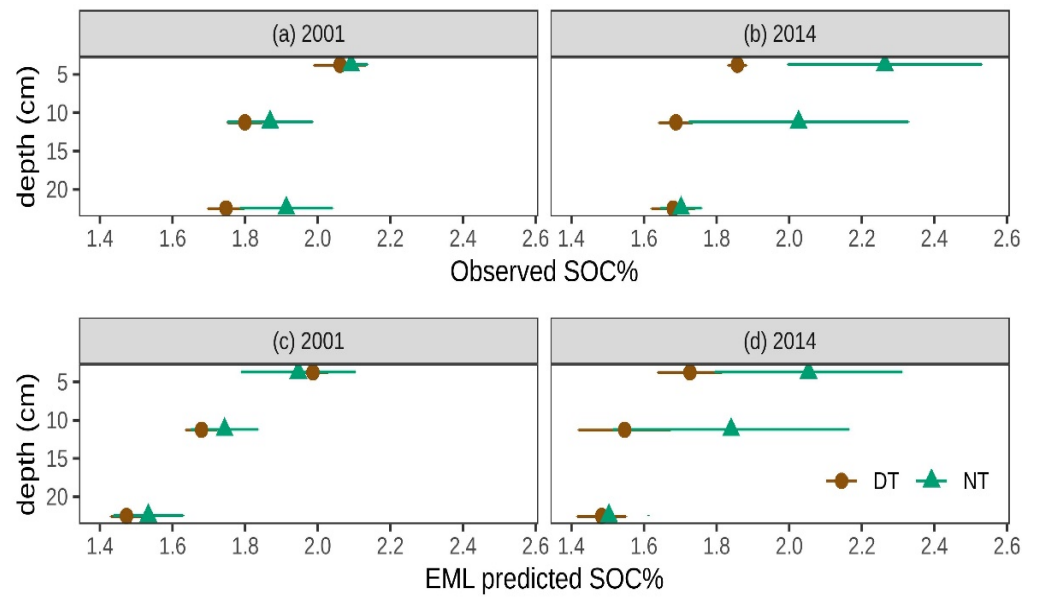 (a) 2001
(b) 2014
depth (cm)
5
10
15
20
1.4 1.6 1.8 2.0 2.2 2.4 2.6
1.4 1.6 1.8 2.0 2.2 2.4 2.6
Observed SOC%
(c) 2001
(d) 2014
depth (cm)
5
10
15
20
DT NT
1.4 1.6 1.8 2.0 2.2 2.4 2.6
1.4 1.6 1.8 2.0 2.2 2.4 2.6
EML predicted SOC%